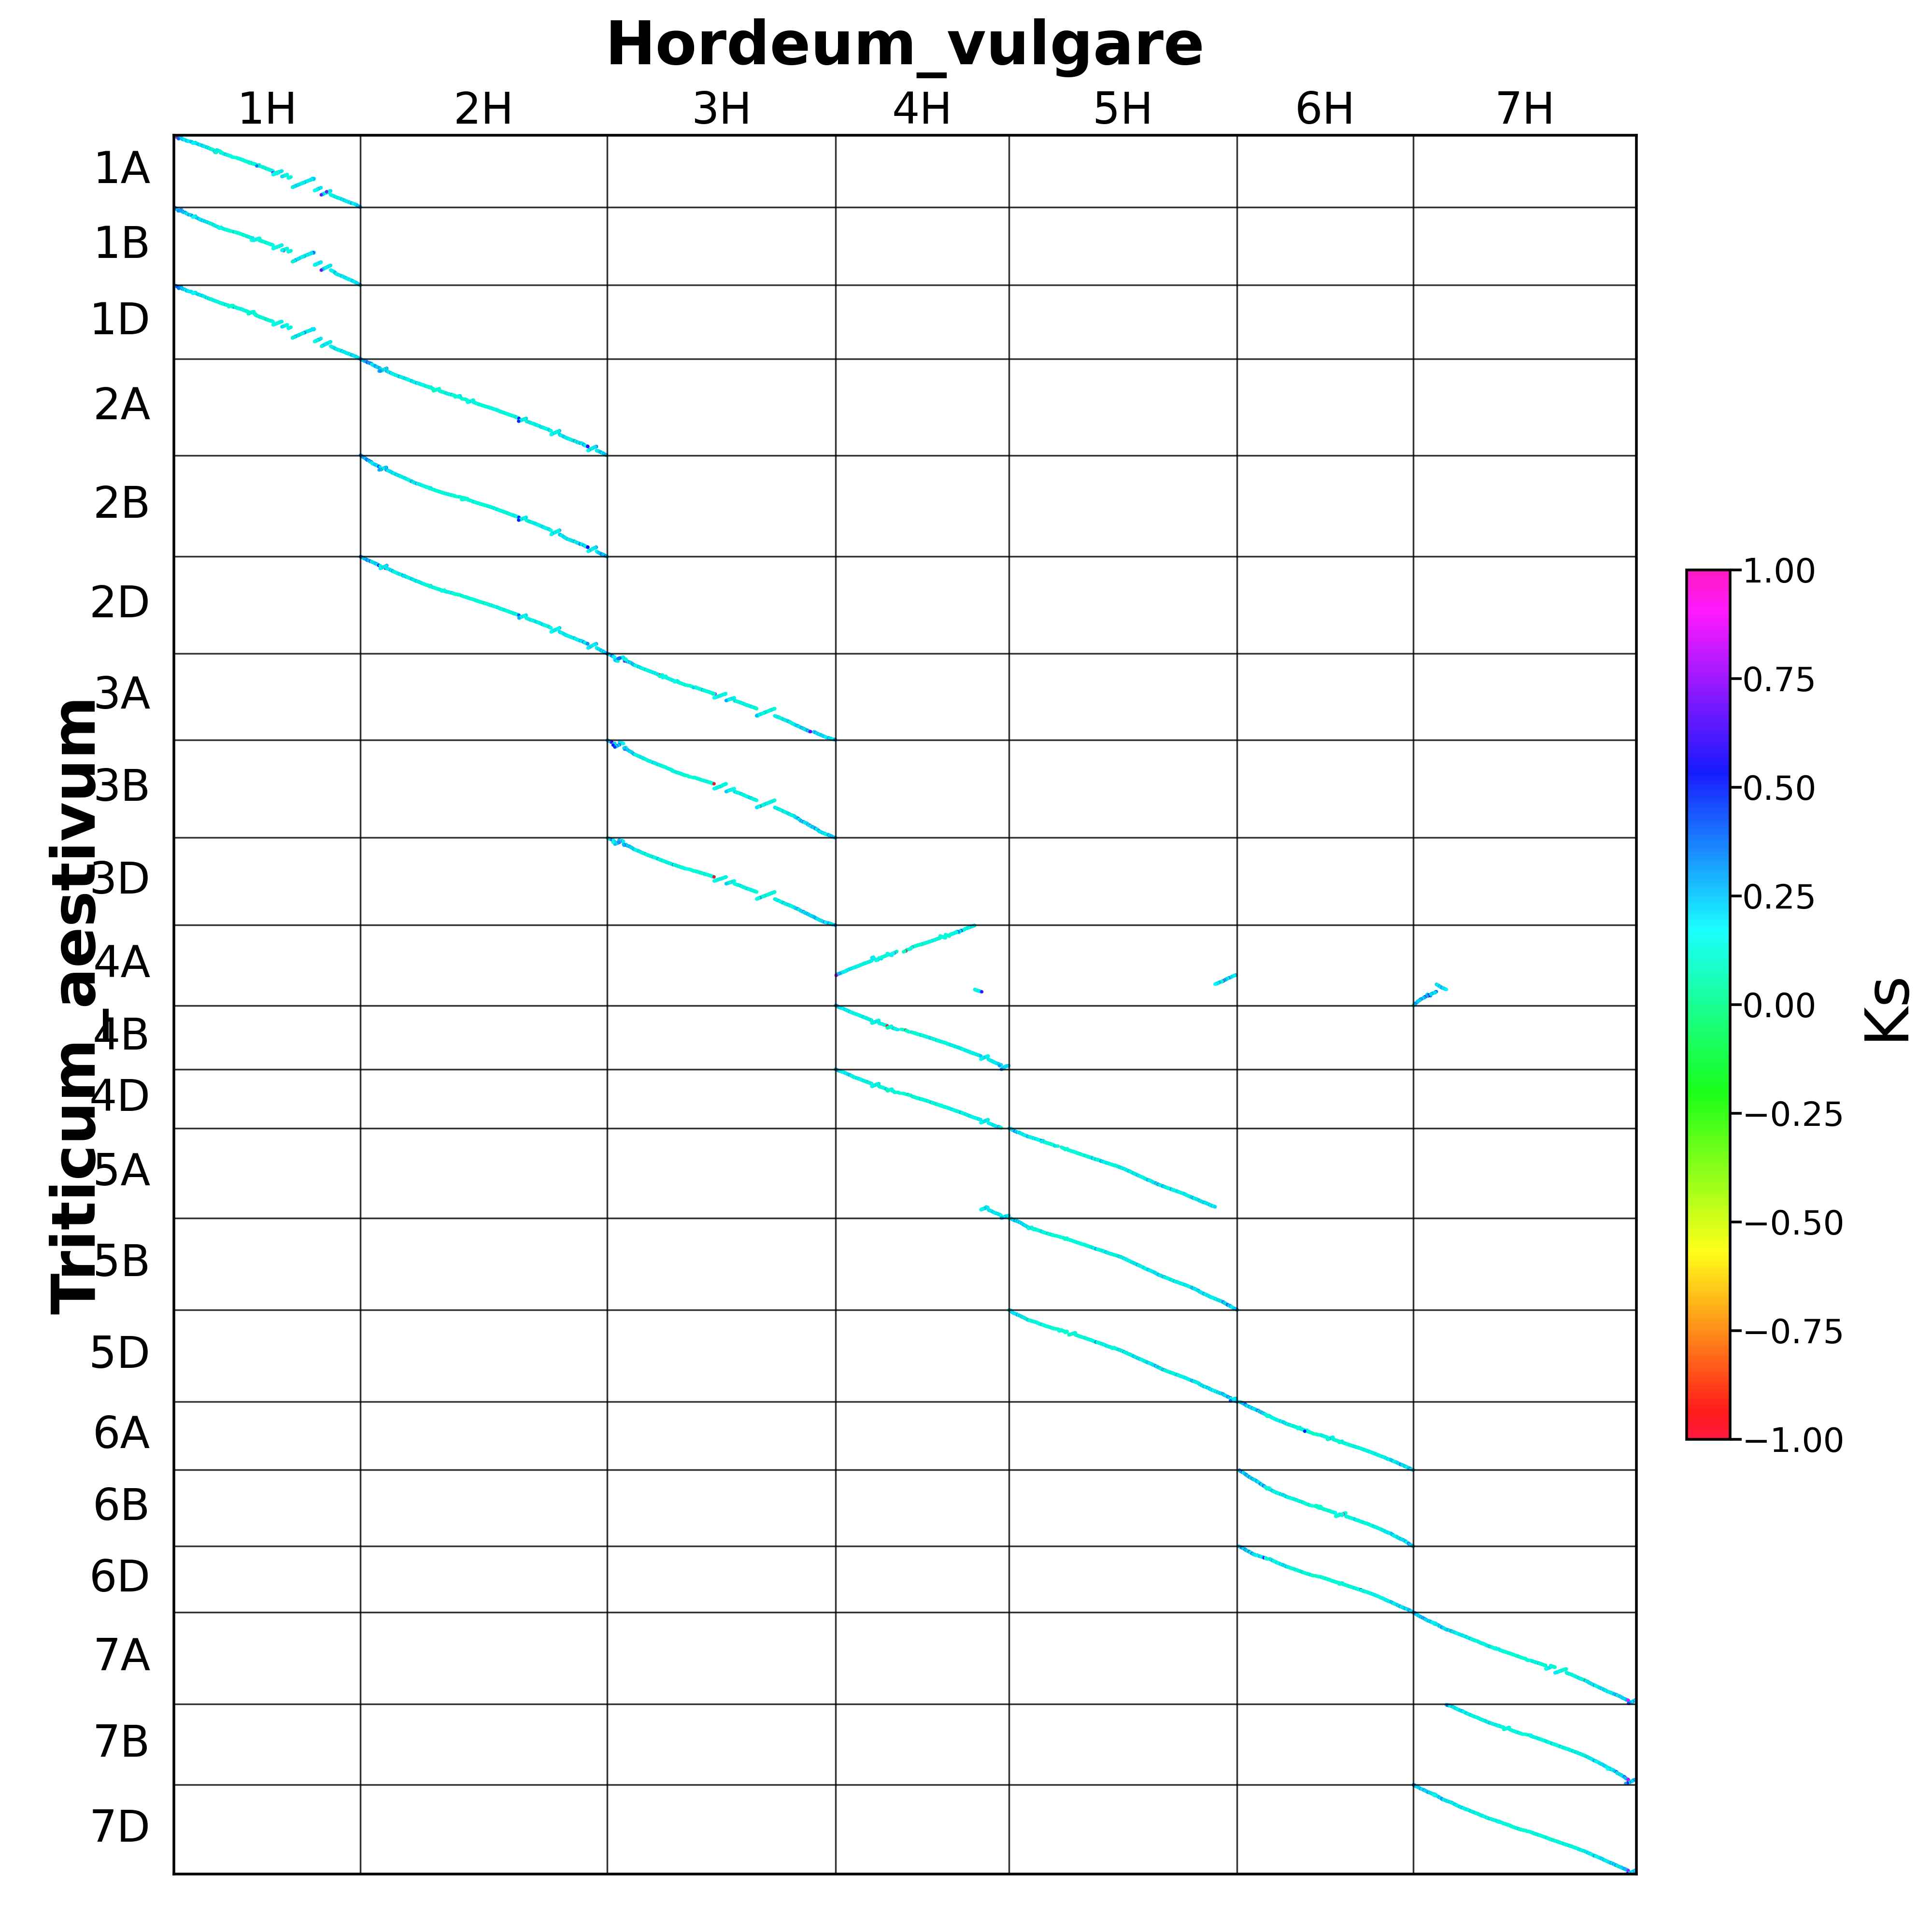 Hordeum_vulgare
1H 2H 3H 4H 5H 6H 7H
Triticum_aestivum
1A
1B
1D
2A
2B
2D
3A
3B
3D
4A
4B
4D
5A
5B
5D
6A
6B
6D
7A
7B
7D
1.00
0.75
0.50
0.25
0.00
−0.25
−0.50
−0.75
−1.00
Ks